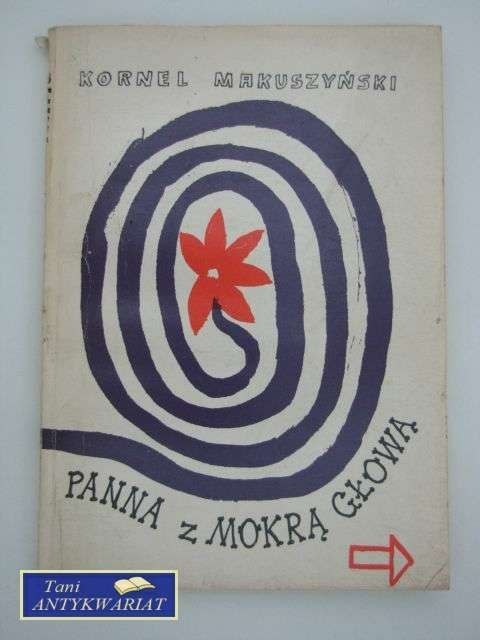 KORNEL MAKUSZYŃSKI
PANNA z MOKRĄ GŁOWĄ
Tani
ANTYKWARIAT